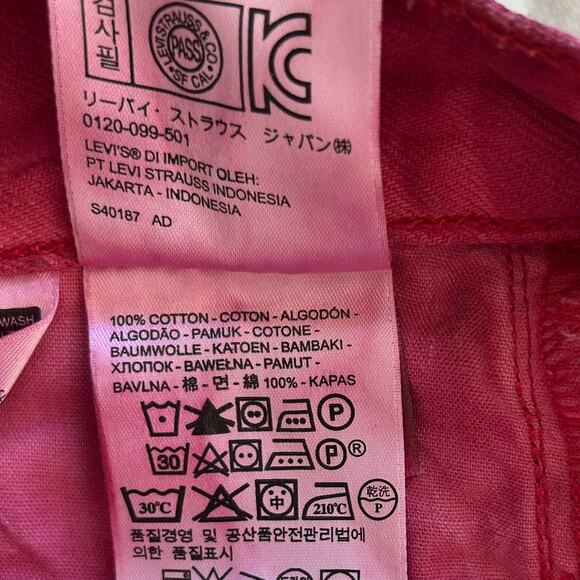 검
사
필
LEVI STRAUSS & CO.
PASS
SF CAL
リーバイ・ストラウス ジャパン㈱
0120-099-501
LEVI'S® DI IMPORT OLEH:
PT LEVI STRAUSS INDONESIA
JAKARTA - INDONESIA
S40187 AD
WASH
100% COTTON - COTON - ALGODÓN -
ALGODÃO - PAMUK - COTONE -
BAUMWOLLE - KATOEN - BAMBAKI -
ХЛОПОК - BAWEŁNA - PAMUT -
BAVLNA - 棉 - 면 - 綿 100% - KAPAS
P
30 P®
30°C 中 210°C 乾洗 P
품질경영 및 공산품안전관리법에
의한 품질표시